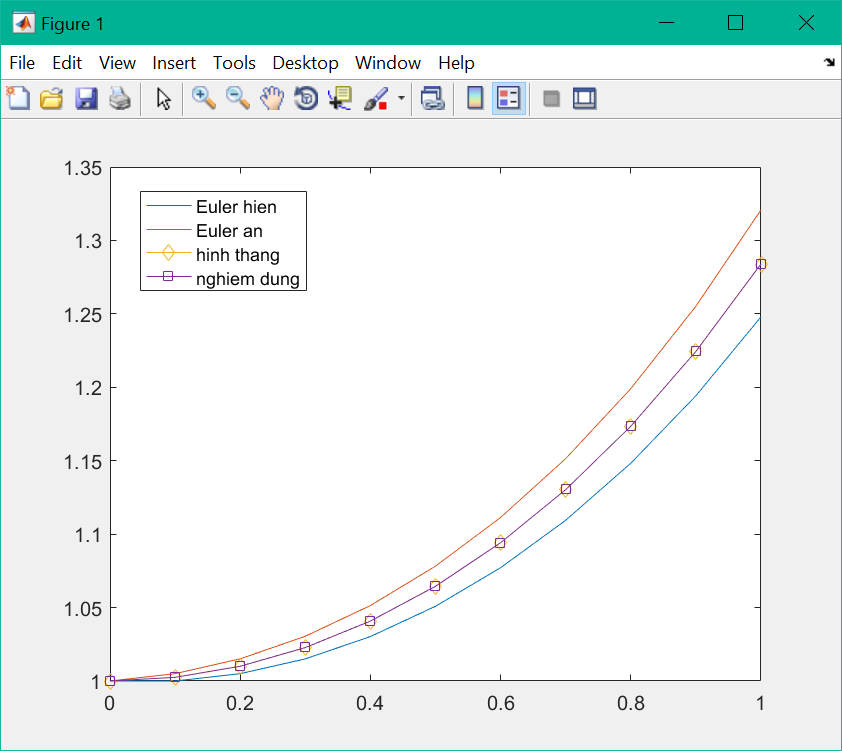 Figure 1
File Edit View Insert Tools Desktop Window Help
1.35
1.3
1.25
1.2
1.15
1.1
1.05
1
Euler hien
Euler an
hinh thang
nghiem dung
0 0.2 0.4 0.6 0.8 1